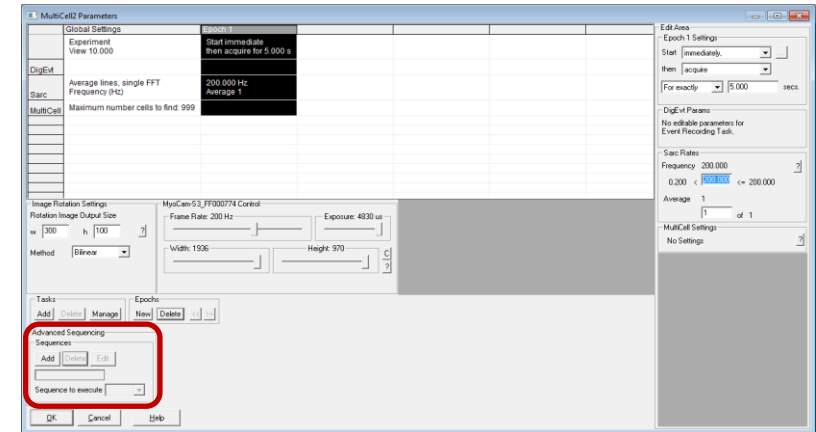 MultiCell2 Parameters
Global Settings
Epoch 1
Experiment
View 10.000
Start immediate
then acquire for 5.000 s
DigEvt
Sarc
Average lines, single FFT
Frequency (Hz)
200.000 Hz
Average 1
MultiCell
Maximum number cells to find: 999
Edit Area
Epoch 1 Settings
Start immediately,
then acquire
For exactly 5.000 secs.
DigEvt Params
No editable parameters for
Event Recording Task.
Sarc Rates
Frequency 200.000 ?
0.200 < 200.000 <= 200.000
Average 1
1 of 1
MultiCell Settings
No Settings ?
Image Rotation Settings
Rotation Image Output Size
w 300 h 100 ?
Method Bilinear
MyoCam-S3_FF000774 Control
Frame Rate: 200 Hz
Exposure: 4830 us
Width: 1936
Height: 970
C
?
Tasks
Add Delete Manage
Epochs
New Delete << >>
Advanced Sequencing
Sequences
Add Delete Edit
Sequence to execute
OK Cancel Help